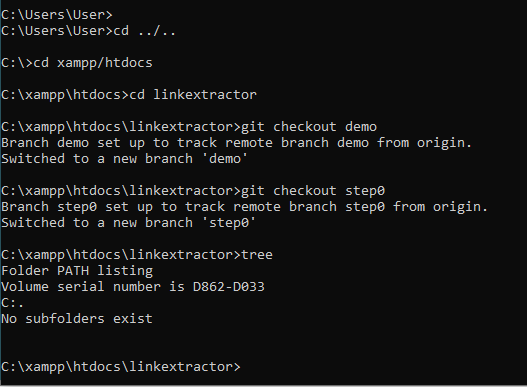 C:\Users\User>
C:\Users\User>cd ../..
C:\>cd xampp/htdocs
C:\xampp\htdocs>cd linkextractor
C:\xampp\htdocs\linkextractor>git checkout demo
Branch demo set up to track remote branch demo from origin.
Switched to a new branch 'demo'
C:\xampp\htdocs\linkextractor>git checkout step0
Branch step0 set up to track remote branch step0 from origin.
Switched to a new branch 'step0'
C:\xampp\htdocs\linkextractor>tree
Folder PATH listing
Volume serial number is D862-D033
C:.
No subfolders exist
C:\xampp\htdocs\linkextractor>